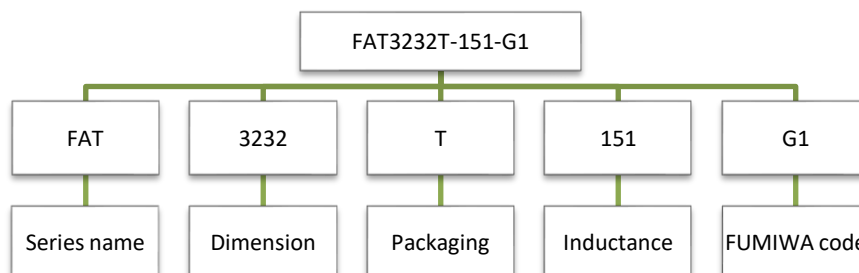 FAT3232T-151-G1
FAT
3232
T
151
G1
Series name
Dimension
Packaging
Inductance
FUMIWA code